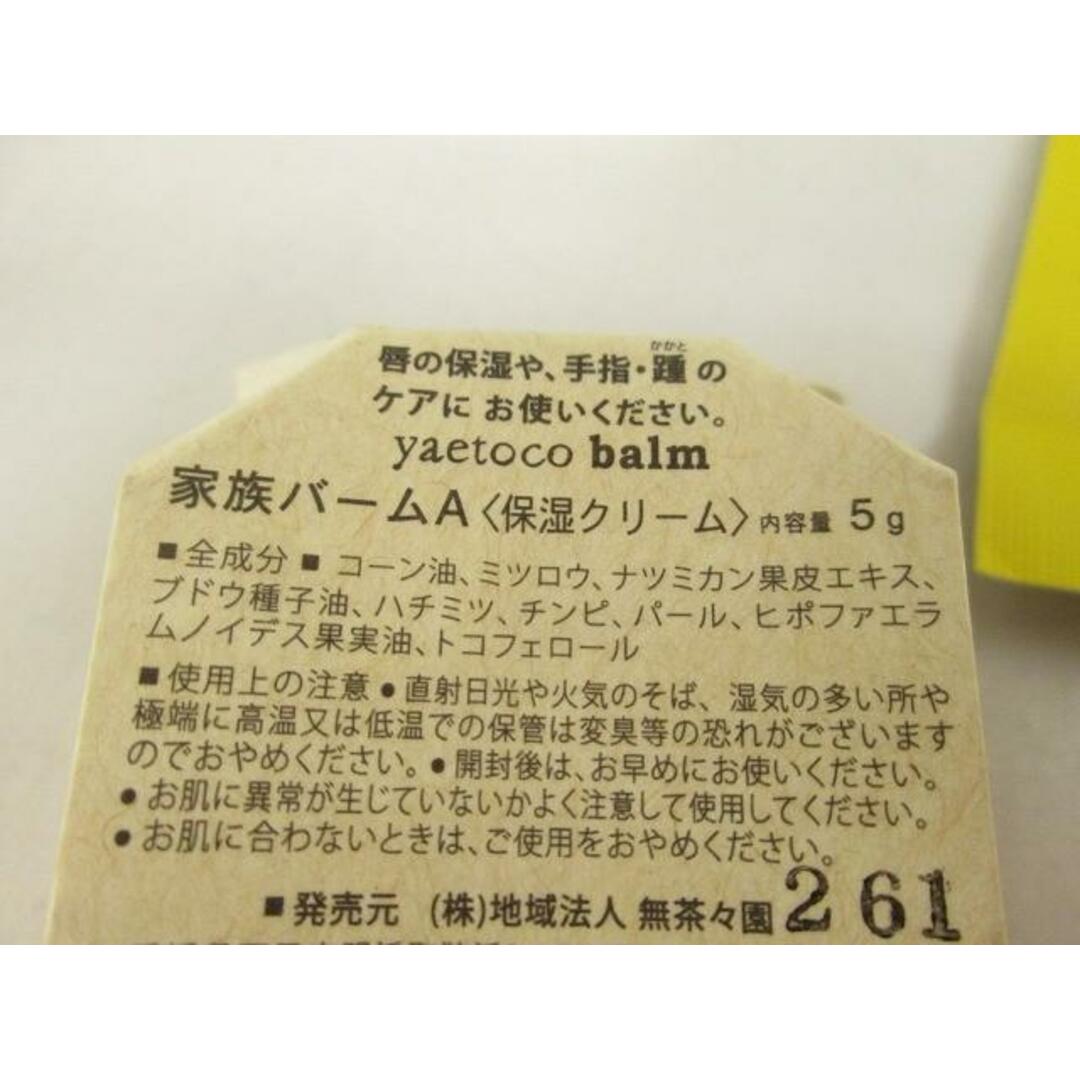 かかと
唇の保湿や、手指・踵の
ケアに お使いください。
yaetoco balm
家族バームA〈保湿クリーム〉内容量 5g
■全成分■ コーン油、ミツロウ、ナツミカン果皮エキス、
ブドウ種子油、ハチミツ、チンピ、パール、ヒポファエラ
ムノイデス果実油、トコフェロール
■使用上の注意●直射日光や火気のそば、湿気の多い所や
極端に高温又は低温での保管は変臭等の恐れがございます
のでおやめください。●開封後は、お早めにお使いください。
●お肌に異常が生じていないかよく注意して使用してください。
●お肌に合わないときは、ご使用をおやめください。
■発売元 (株)地域法人 無茶々園 261